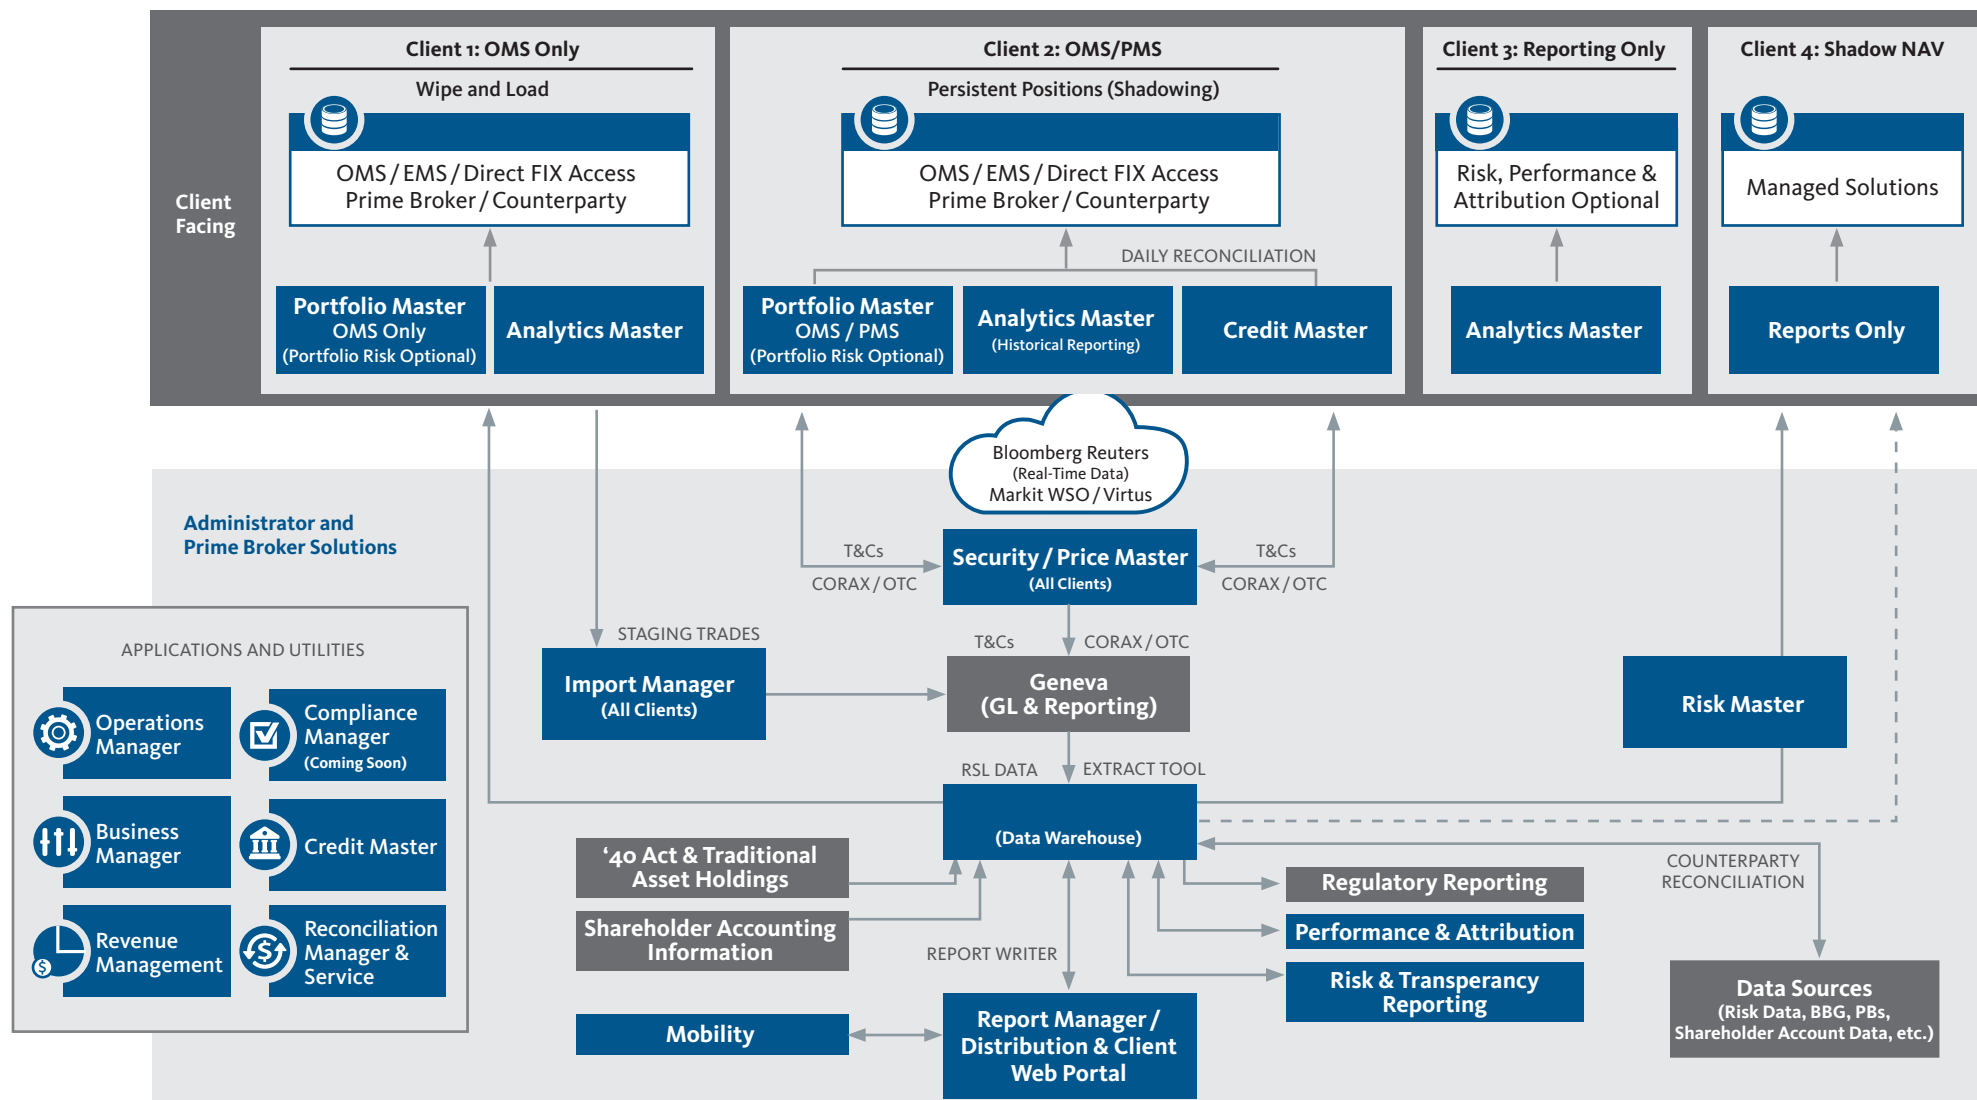 Client 1: OMS Only
Wipe and Load
OMS / EMS / Direct FIX Access
Prime Broker / Counterparty
Portfolio Master
OMS Only
(Portfolio Risk Optional)
Analytics Master
Client 2: OMS/PMS
Persistent Positions (Shadowing)
OMS / EMS / Direct FIX Access
Prime Broker / Counterparty
DAILY RECONCILIATION
Portfolio Master
OMS / PMS
(Portfolio Risk Optional)
Analytics Master
(Historical Reporting)
Credit Master
Client 3: Reporting Only
Risk, Performance &
Attribution Optional
Analytics Master
Client 4: Shadow NAV
Managed Solutions
Reports Only
Client
Facing
Bloomberg Reuters
(Real-Time Data)
Markit WSO / Virtus
Administrator and
Prime Broker Solutions
T&Cs
CORAX / OTC
Security / Price Master
(All Clients)
T&Cs
CORAX / OTC
STAGING TRADES
T&Cs
CORAX / OTC
Import Manager
(All Clients)
Geneva
(GL & Reporting)
Risk Master
RSL DATA
EXTRACT TOOL
(Data Warehouse)
APPLICATIONS AND UTILITIES
Operations
Manager
Compliance
Manager
(Coming Soon)
Business
Manager
Credit Master
$
Revenue
Management
$
Reconciliation
Manager &
Service
‘40 Act & Traditional
Asset Holdings
Shareholder Accounting
Information
REPORT WRITER
Regulatory Reporting
Performance & Attribution
Risk & Transperancy
Reporting
COUNTERPARTY
RECONCILIATION
Data Sources
(Risk Data, BBG, PBs,
Shareholder Account Data, etc.)
Mobility
Report Manager /
Distribution & Client
Web Portal